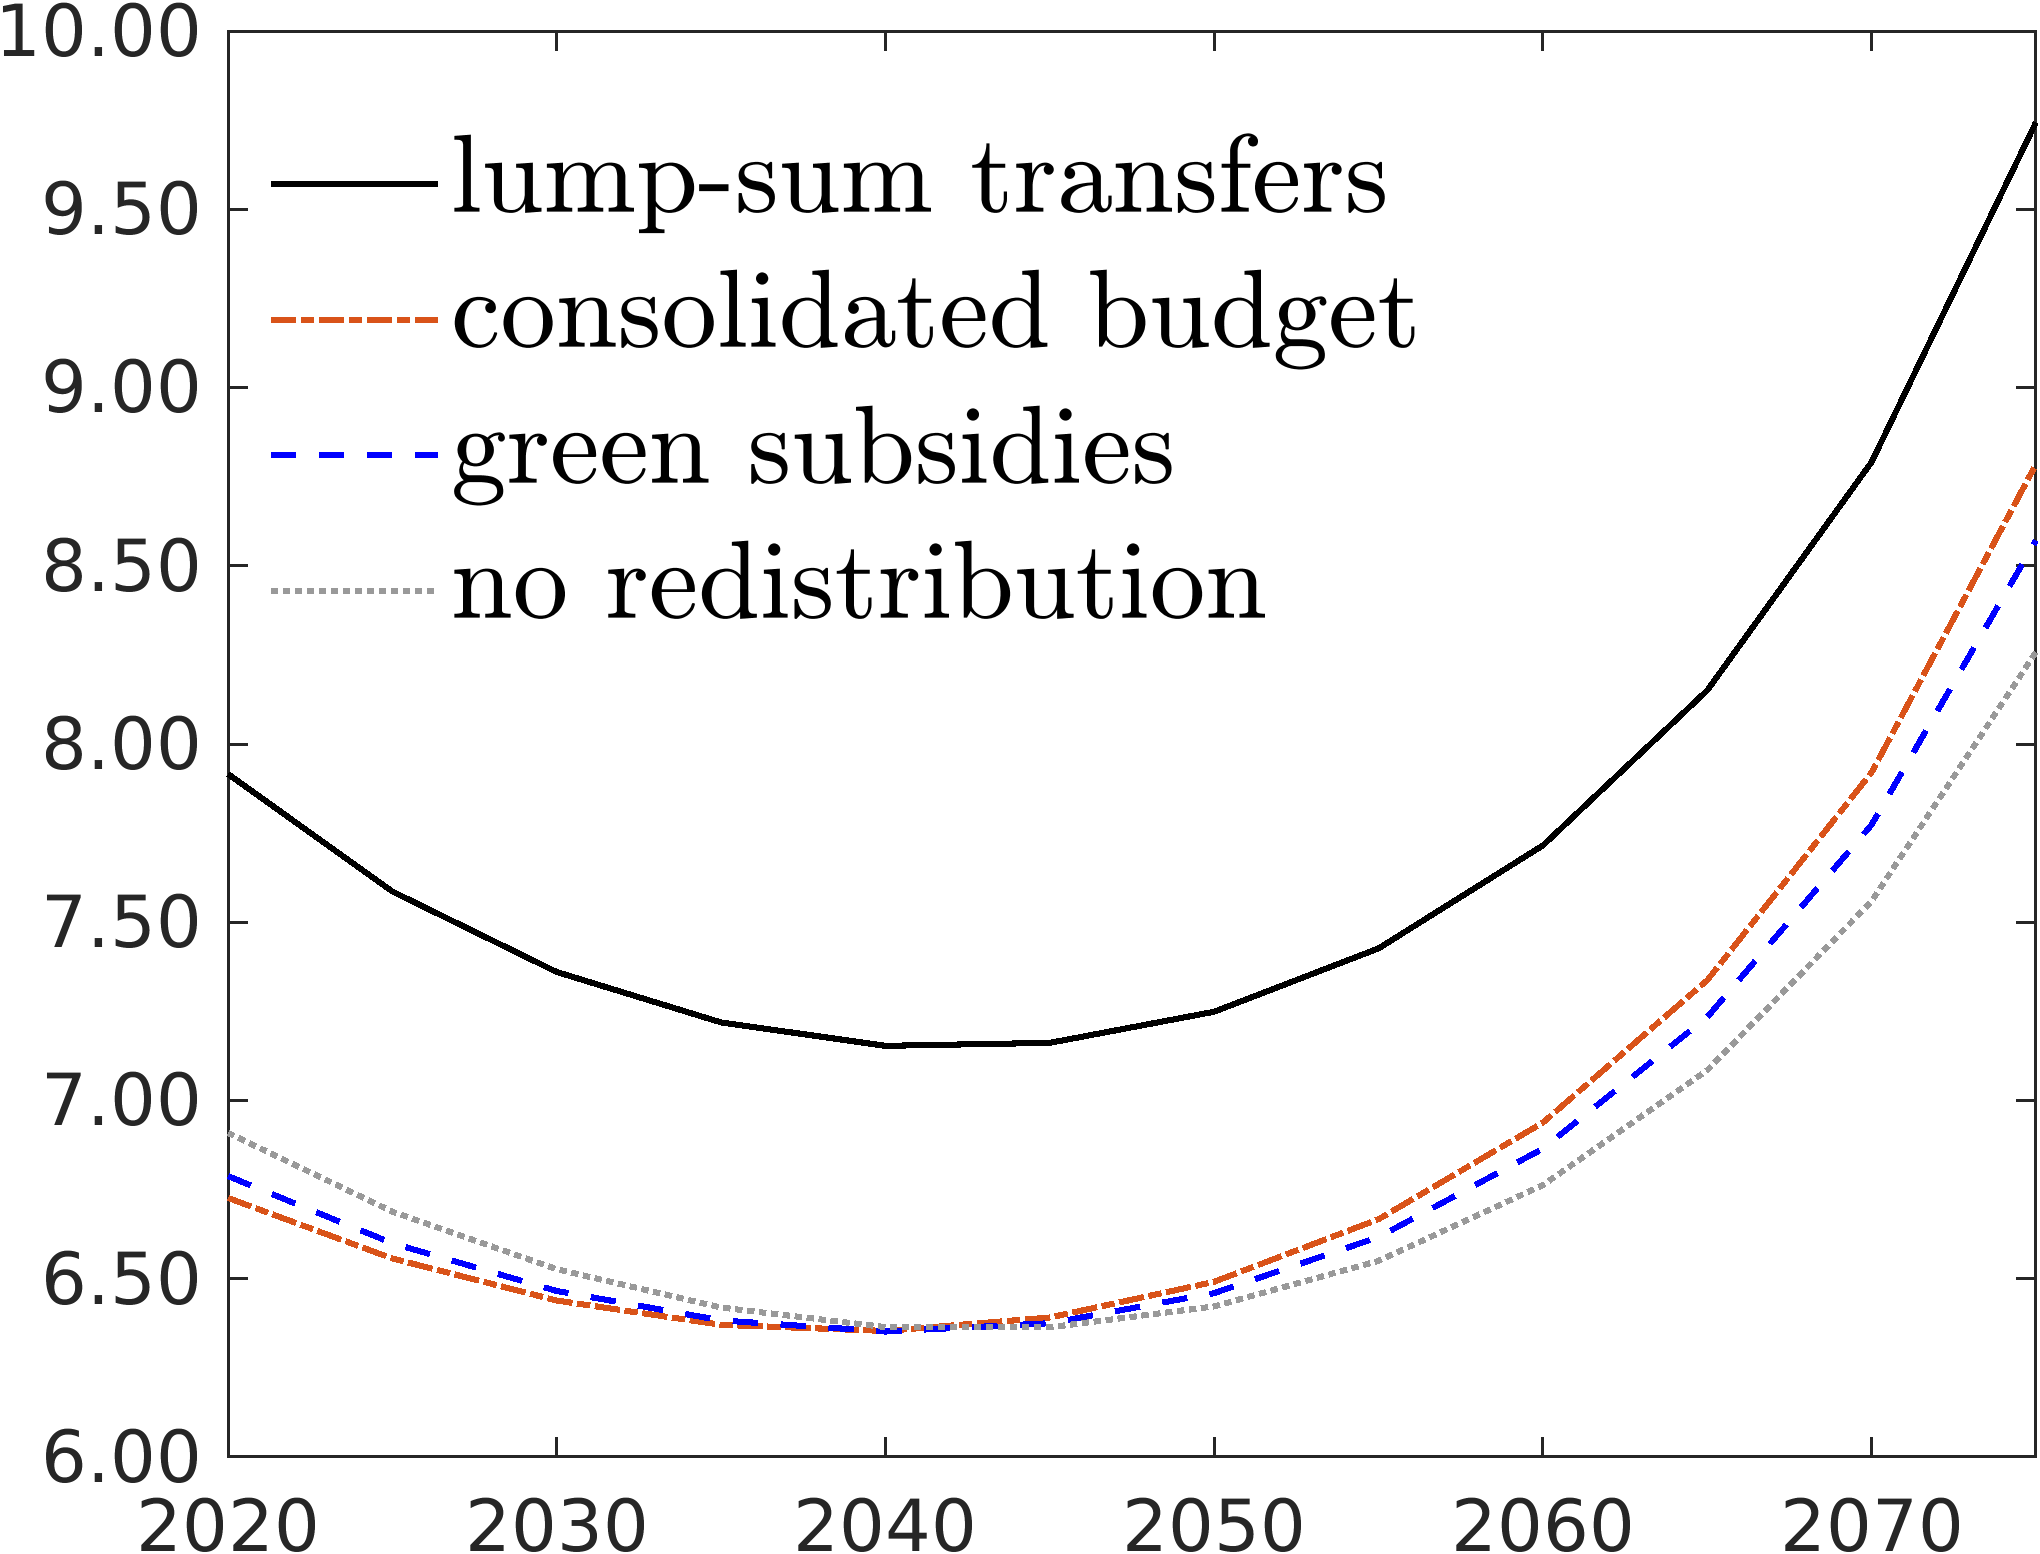 10.00
9.50
9.00
8.50
8.00
7.50
7.00
6.50
6.00
lump-sum transfers
consolidated budget
green subsidies
no redistribution
2020 2030 2040 2050 2060 2070